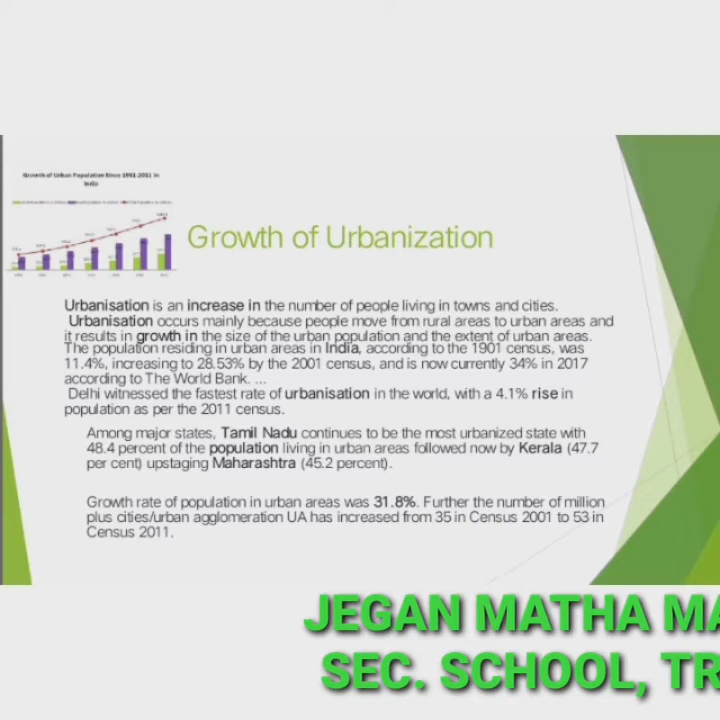 Growth of Urban Population Since 1901-2011 in
India
Growth of Urbanization
Urbanisation is an increase in the number of people living in towns and cities.
Urbanisation occurs mainly because people move from rural areas to urban areas and
it results in growth in the size of the urban population and the extent of urban areas.
The population residing in urban areas in India, according to the 1901 census, was
11.4%, increasing to 28.53% by the 2001 census, and is now currently 34% in 2017
according to The World Bank. ...
Delhi witnessed the fastest rate of urbanisation in the world, with a 4.1% rise in
population as per the 2011 census.
Among major states, Tamil Nadu continues to be the most urbanized state with
48.4 percent of the population living in urban areas followed now by Kerala (47.7
per cent) upstaging Maharashtra (45.2 percent).
Growth rate of population in urban areas was 31.8%. Further the number of million
plus cities/urban agglomeration UA has increased from 35 in Census 2001 to 53 in
Census 2011.
JEGAN MATHA MA
SEC. SCHOOL, TR